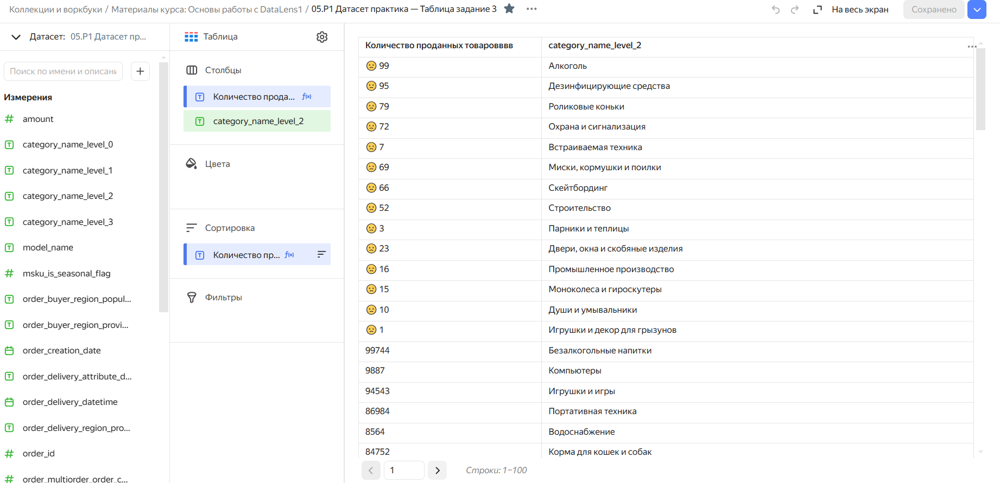 Коллекции и воркбуки / Материалы курса: Основы работы с DataLens1 / 05.P1 Датасет практика — Таблица задание 3
На весь экран
Сохранено
Датасет: 05.P1 Датасет пр...
Поиск по имени и описани
Измерения
amount
category_name_level_0
category_name_level_1
category_name_level_2
category_name_level_3
model_name
msku_is_seasonal_flag
order_buyer_region_popul...
order_buyer_region_provi...
order_creation_date
order_delivery_attribute_d...
order_delivery_datetime
order_delivery_region_pro...
order_id
order_multiorder_order_c...
Таблица
Столбцы
Количество прода...
category_name_level_2
Цвета
Сортировка
Количество пр...
Фильтры
Количество проданных товаровввв category_name_level_2
☹ 99 Алкоголь
☹ 95 Дезинфицирующие средства
☹ 79 Роликовые коньки
☹ 72 Охрана и сигнализация
☹ 7 Встраиваемая техника
☹ 69 Миски, кормушки и поилки
☹ 66 Скейтбординг
☹ 52 Строительство
☹ 3 Парники и теплицы
☹ 23 Двери, окна и скобяные изделия
☹ 16 Промышленное производство
☹ 15 Моноколеса и гироскутеры
☹ 10 Души и умывальники
☹ 1 Игрушки и декор для грызунов
99744 Безалкогольные напитки
9887 Компьютеры
94543 Игрушки и игры
86984 Портативная техника
8564 Водоснабжение
84752 Корма для кошек и собак
1
Строки: 1–100